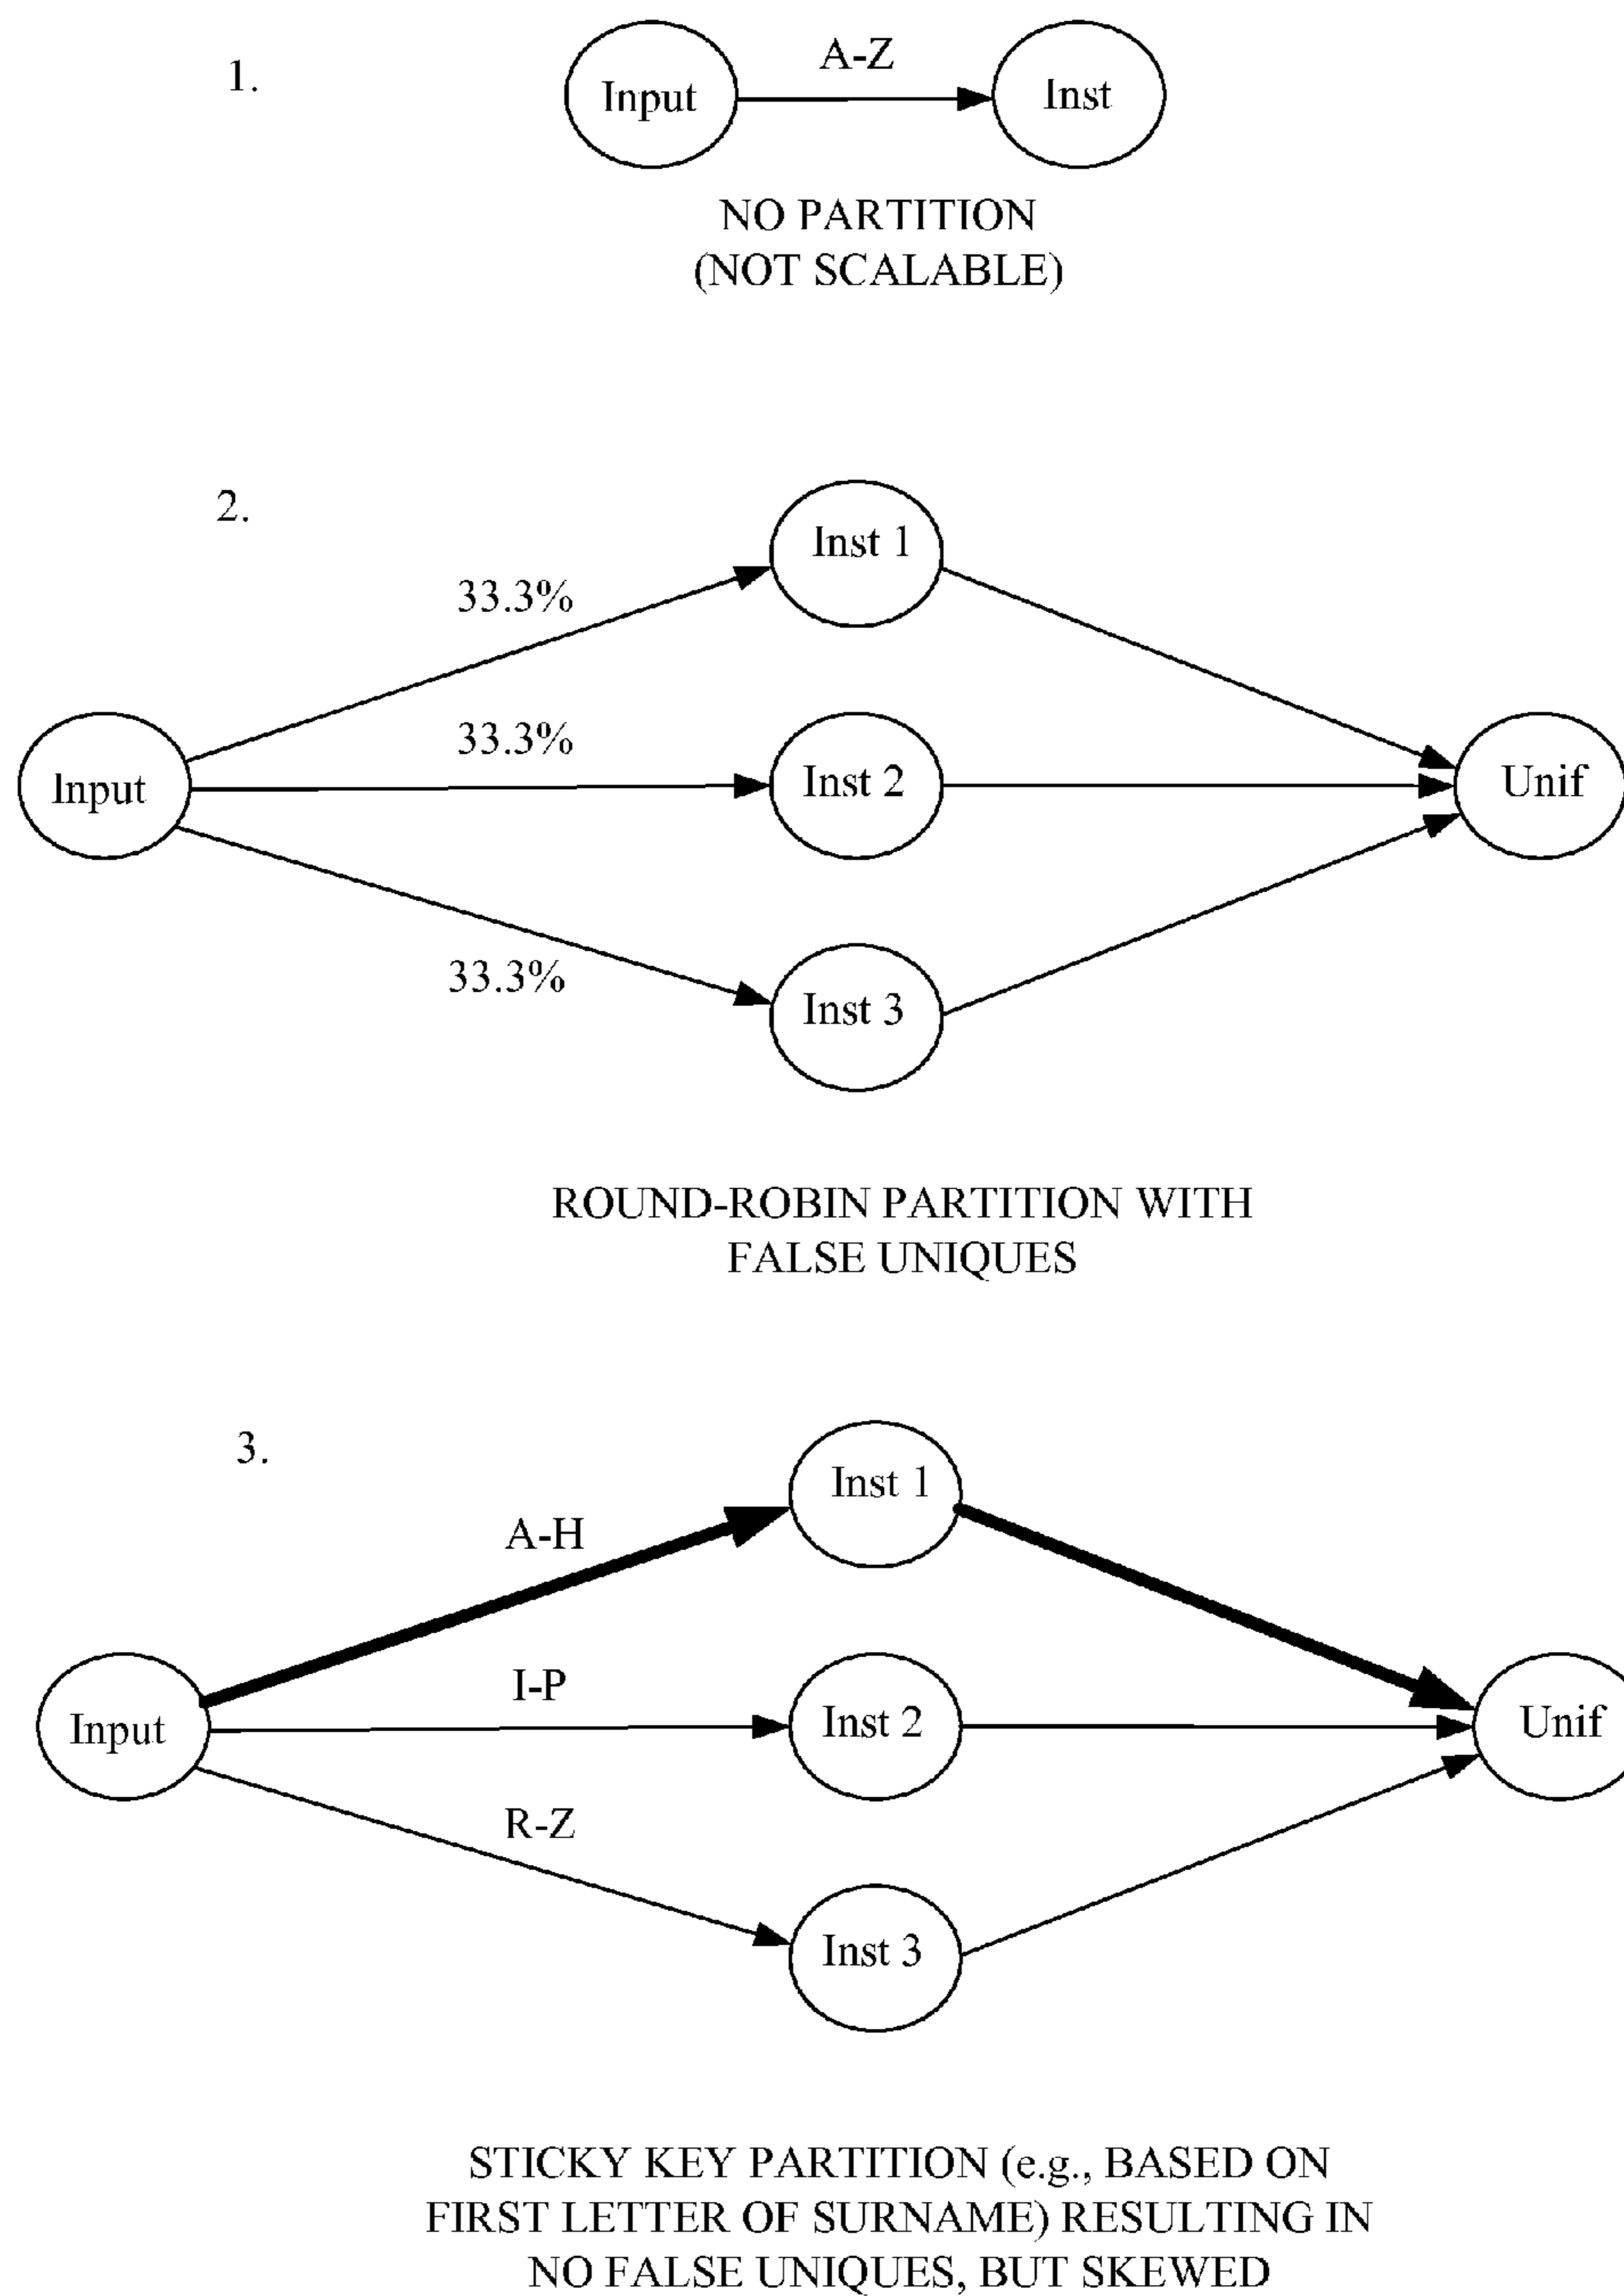 1.
A-Z
Input
Inst
NO PARTITION
(NOT SCALABLE)
2.
Inst 1
33.3%
33.3%
Input
Inst 2
Unif
33.3%
Inst 3
ROUND-ROBIN PARTITION WITH
FALSE UNIQUES
3.
Inst 1
A-H
I-P
Input
Inst 2
Unif
R-Z
Inst 3
STICKY KEY PARTITION (e.g., BASED ON
FIRST LETTER OF SURNAME) RESULTING IN
NO FALSE UNIQUES, BUT SKEWED